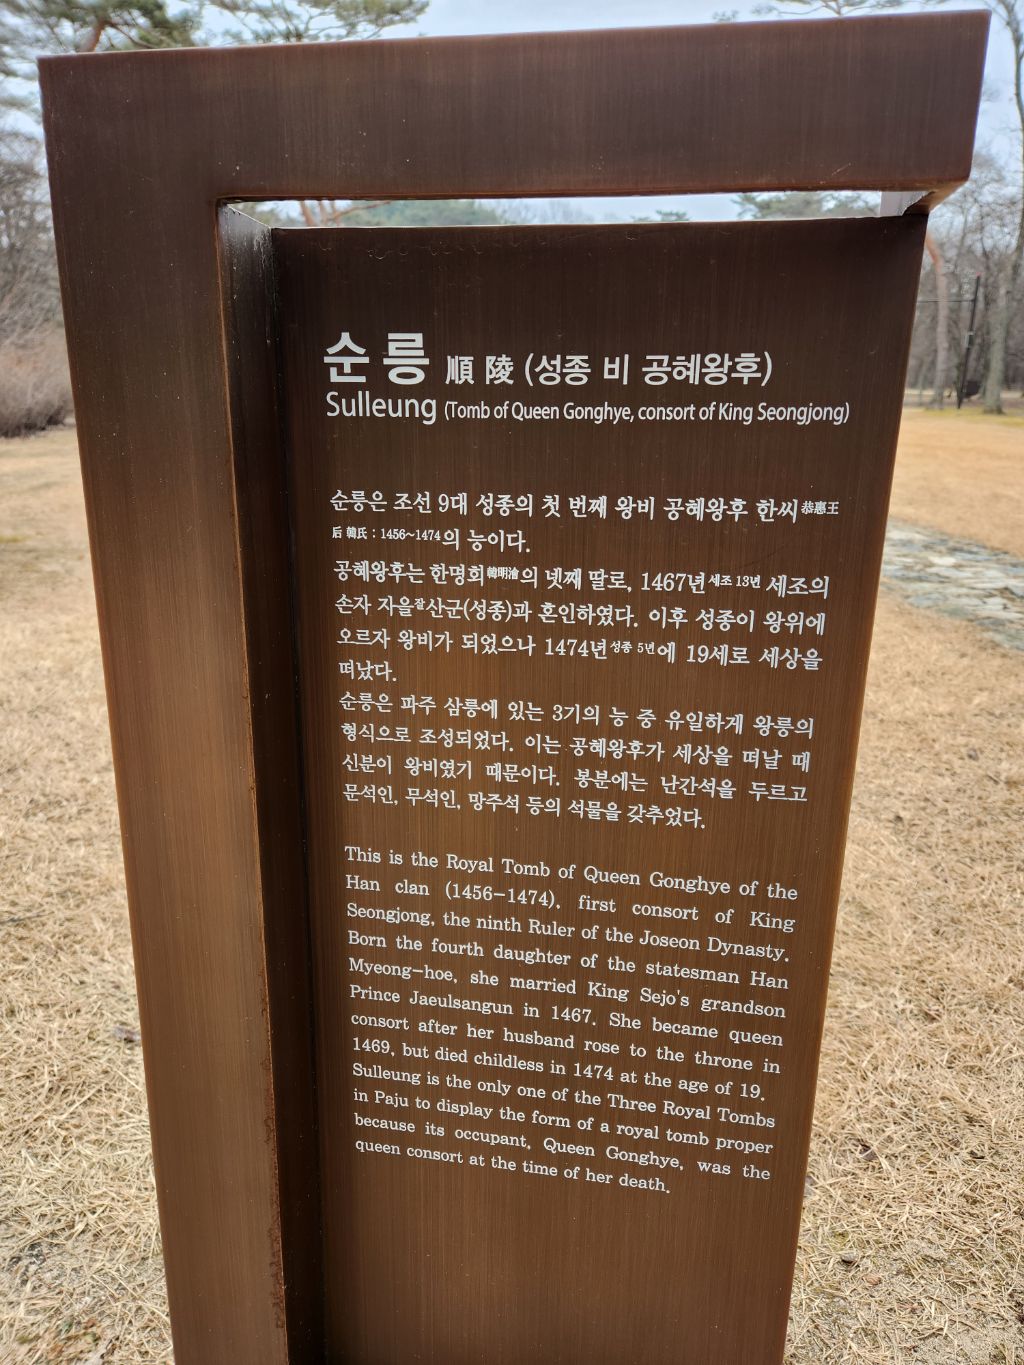 순릉 順陵 (성종 비 공혜왕후)
Sulleung (Tomb of Queen Gonghye, consort of King Seongjong)
순릉은 조선 9대 성종의 첫 번째 왕비 공혜왕후 한씨恭惠王
后 韓氏 : 1456~1474의 능이다.
공혜왕후는 한명회韓明澮의 넷째 딸로, 1467년세조 13년 세조의
손자 자을잘산군(성종)과 혼인하였다. 이후 성종이 왕위에
오르자 왕비가 되었으나 1474년성종 5년에 19세로 세상을
떠났다.
순릉은 파주 삼릉에 있는 3기의 능 중 유일하게 왕릉의
형식으로 조성되었다. 이는 공혜왕후가 세상을 떠날 때
신분이 왕비였기 때문이다. 봉분에는 난간석을 두르고
문석인, 무석인, 망주석 등의 석물을 갖추었다.
This is the Royal Tomb of Queen Gonghye of the
Han clan (1456-1474), first consort of King
Seongjong, the ninth Ruler of the Joseon Dynasty.
Born the fourth daughter of the statesman Han
Myeong-hoe, she married King Sejo's grandson
Prince Jaeulsangun in 1467. She became queen
consort after her husband rose to the throne in
1469, but died childless in 1474 at the age of 19.
Sulleung is the only one of the Three Royal Tombs
in Paju to display the form of a royal tomb proper
because its occupant, Queen Gonghye, was the
queen consort at the time of her death.